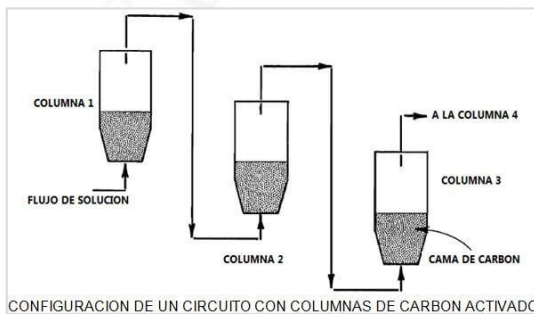 COLUMNA 1
A LA COLUMNA 4
COLUMNA 3
FLUJO DE SOLUCION
COLUMNA 2
CAMA DE CARBON
CONFIGURACION DE UN CIRCUITO CON COLUMNAS DE CARBON ACTIVADO